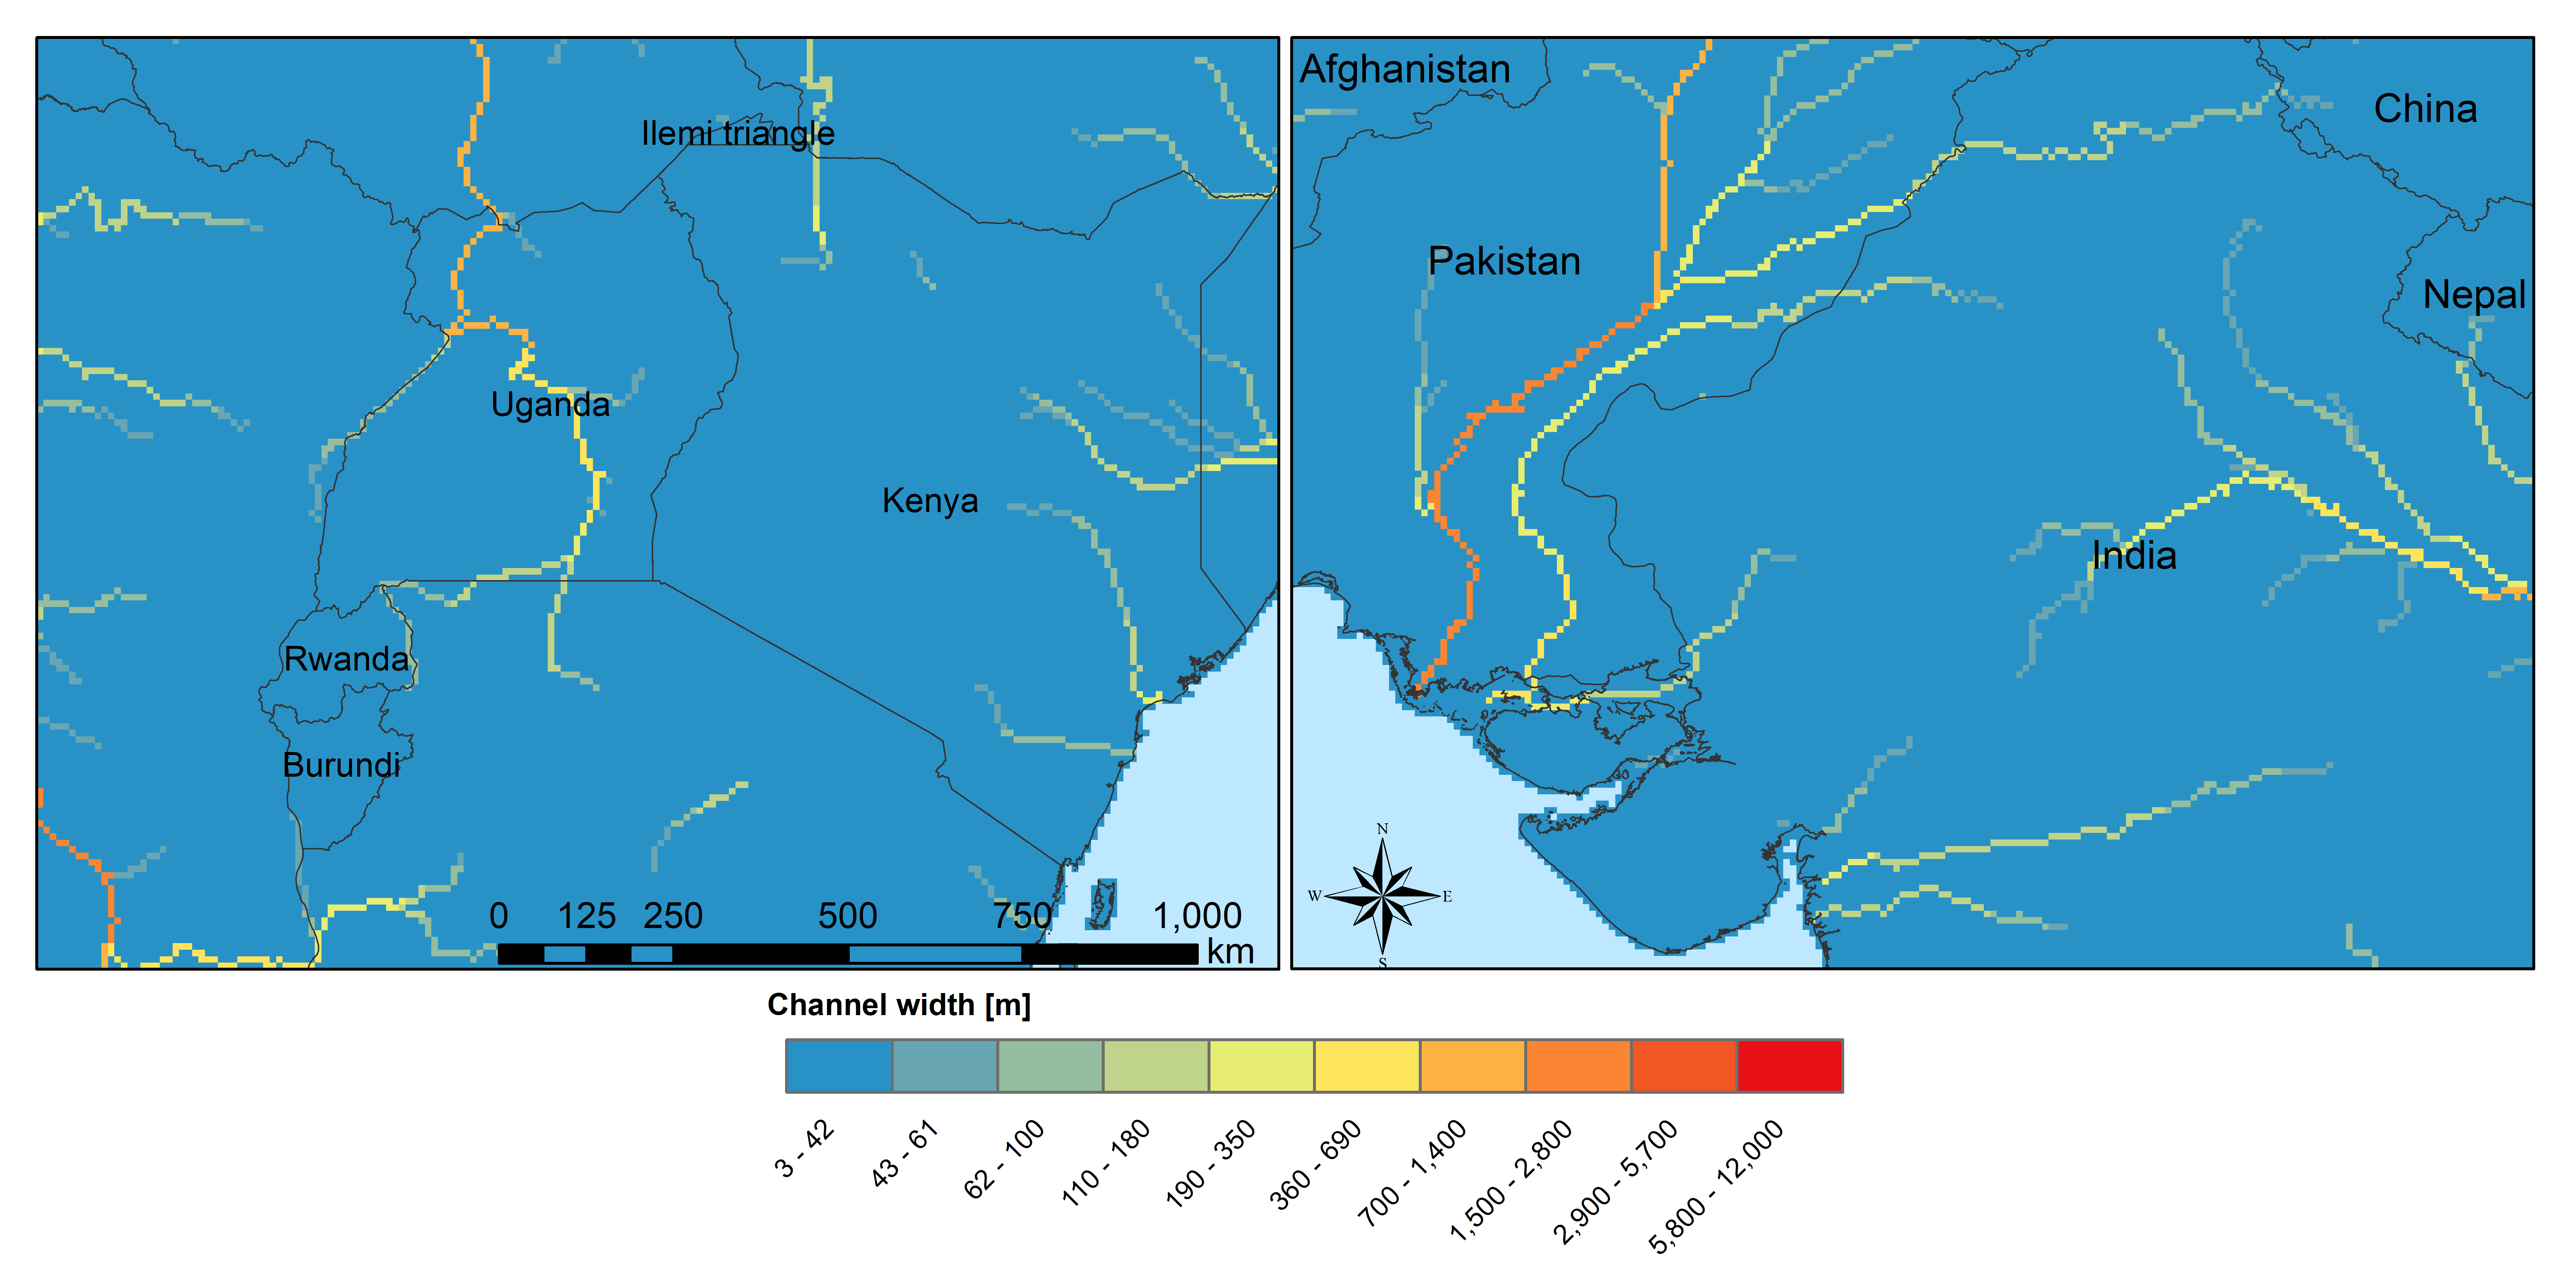 Ilemi triangle
Uganda
Kenya
Rwanda
Burundi
0 125 250 500 750 1,000
km
Afghanistan
China
Pakistan
Nepal
India
N
W E
S
Channel width [m]
3 - 42
43 - 61
62 - 100
110 - 180
190 - 350
360 - 690
700 - 1,400
1,500 - 2,800
2,900 - 5,700
5,800 - 12,000